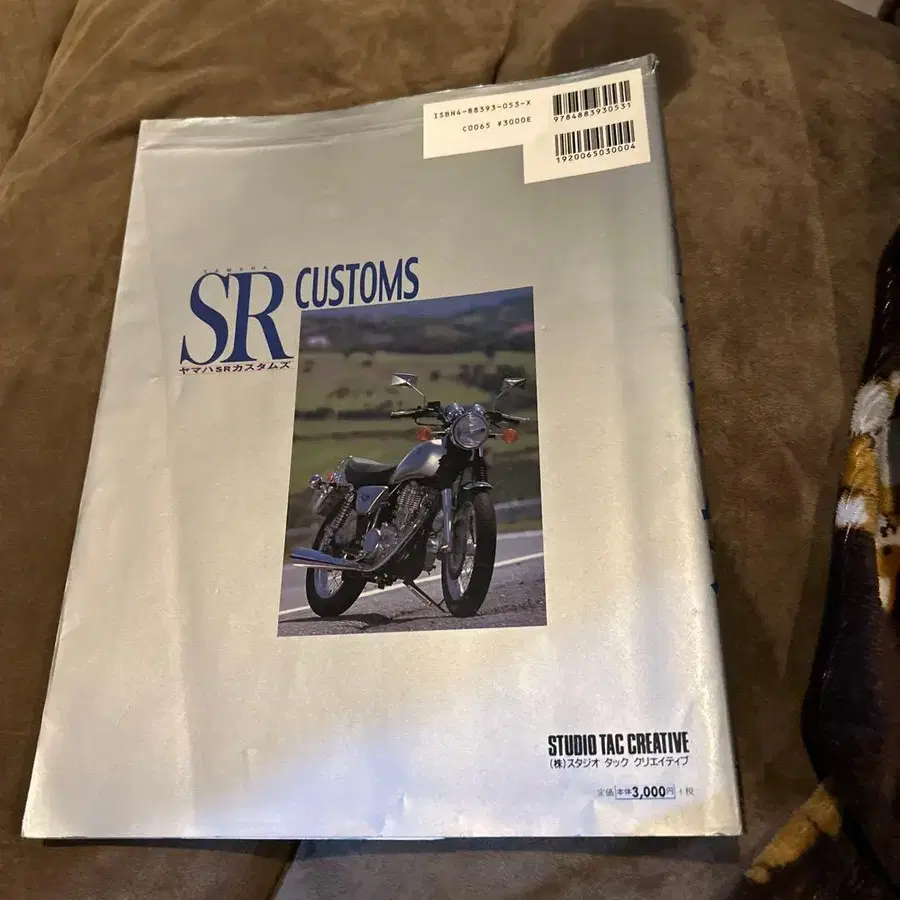 ISBN4-88393-053-X
C0065 ¥3000E
9784883930531
1920065030004
YAMAHA
SR CUSTOMS
ヤマハSRカスタムズ
STUDIO TAC CREATIVE
(株)スタジオ タック クリエイティブ
定価 本体3,000円 +税